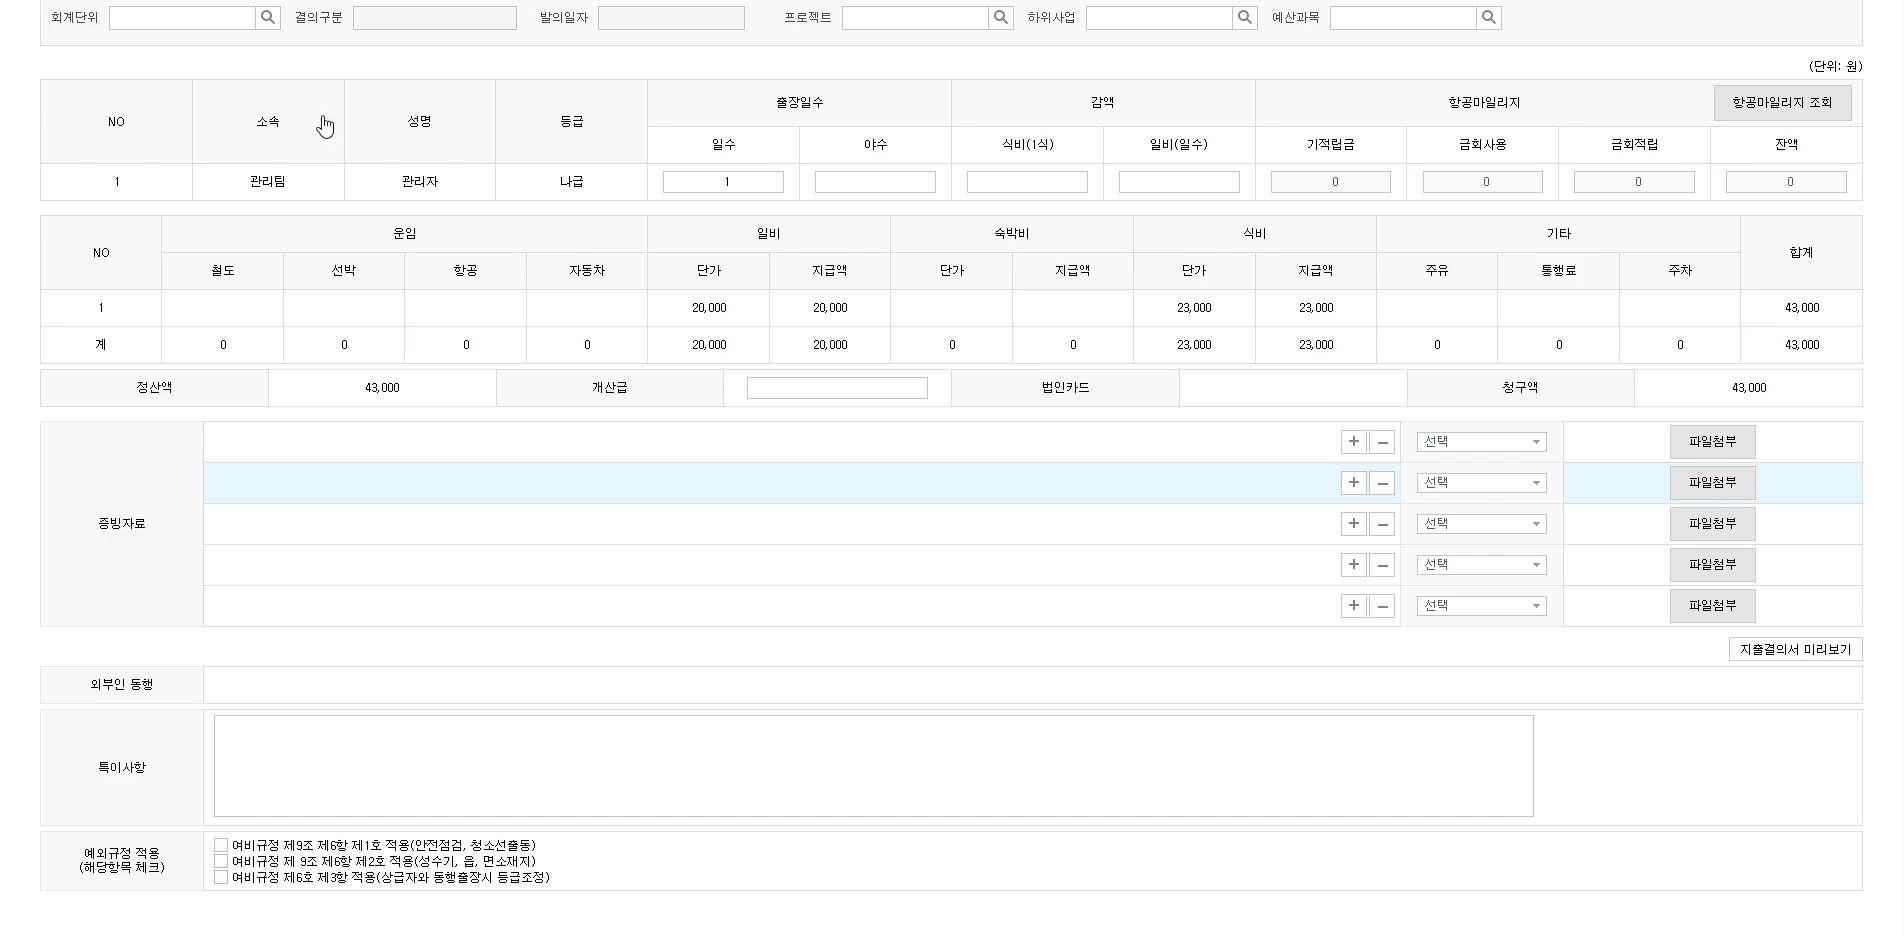 회계단위 결의구분 발의일자 프로젝트 하위사업 예산과목
(단위: 원)
NO 소속 성명 등급 출장일수 감액 항공마일리지 항공마일리지 조회
일수 야수 식비(1식) 일비(일수) 기적립금 금회사용 금회적립 잔액
1 관리팀 관리자 나급 1 0 0 0 0
NO 운임 일비 숙박비 식비 기타 합계
철도 선박 항공 자동차 단가 지급액 단가 지급액 단가 지급액 주유 통행료 주차
1 20,000 20,000 23,000 23,000 43,000
계 0 0 0 0 20,000 20,000 0 0 23,000 23,000 0 0 0 43,000
정산액 43,000 개산급 법인카드 청구액 43,000
증빙자료
+ - 선택 파일첨부
+ - 선택 파일첨부
+ - 선택 파일첨부
+ - 선택 파일첨부
+ - 선택 파일첨부
지출결의서 미리보기
외부인 동행
특이사항
예외규정 적용
(해당항목 체크)
여비규정 제9조 제6항 제1호 적용(안전점검, 청소선출동)
여비규정 제 9조 제6항 제2호 적용(성수기, 읍, 면소재지)
여비규정 제6호 제3항 적용(상급자와 동행출장시 등급조정)